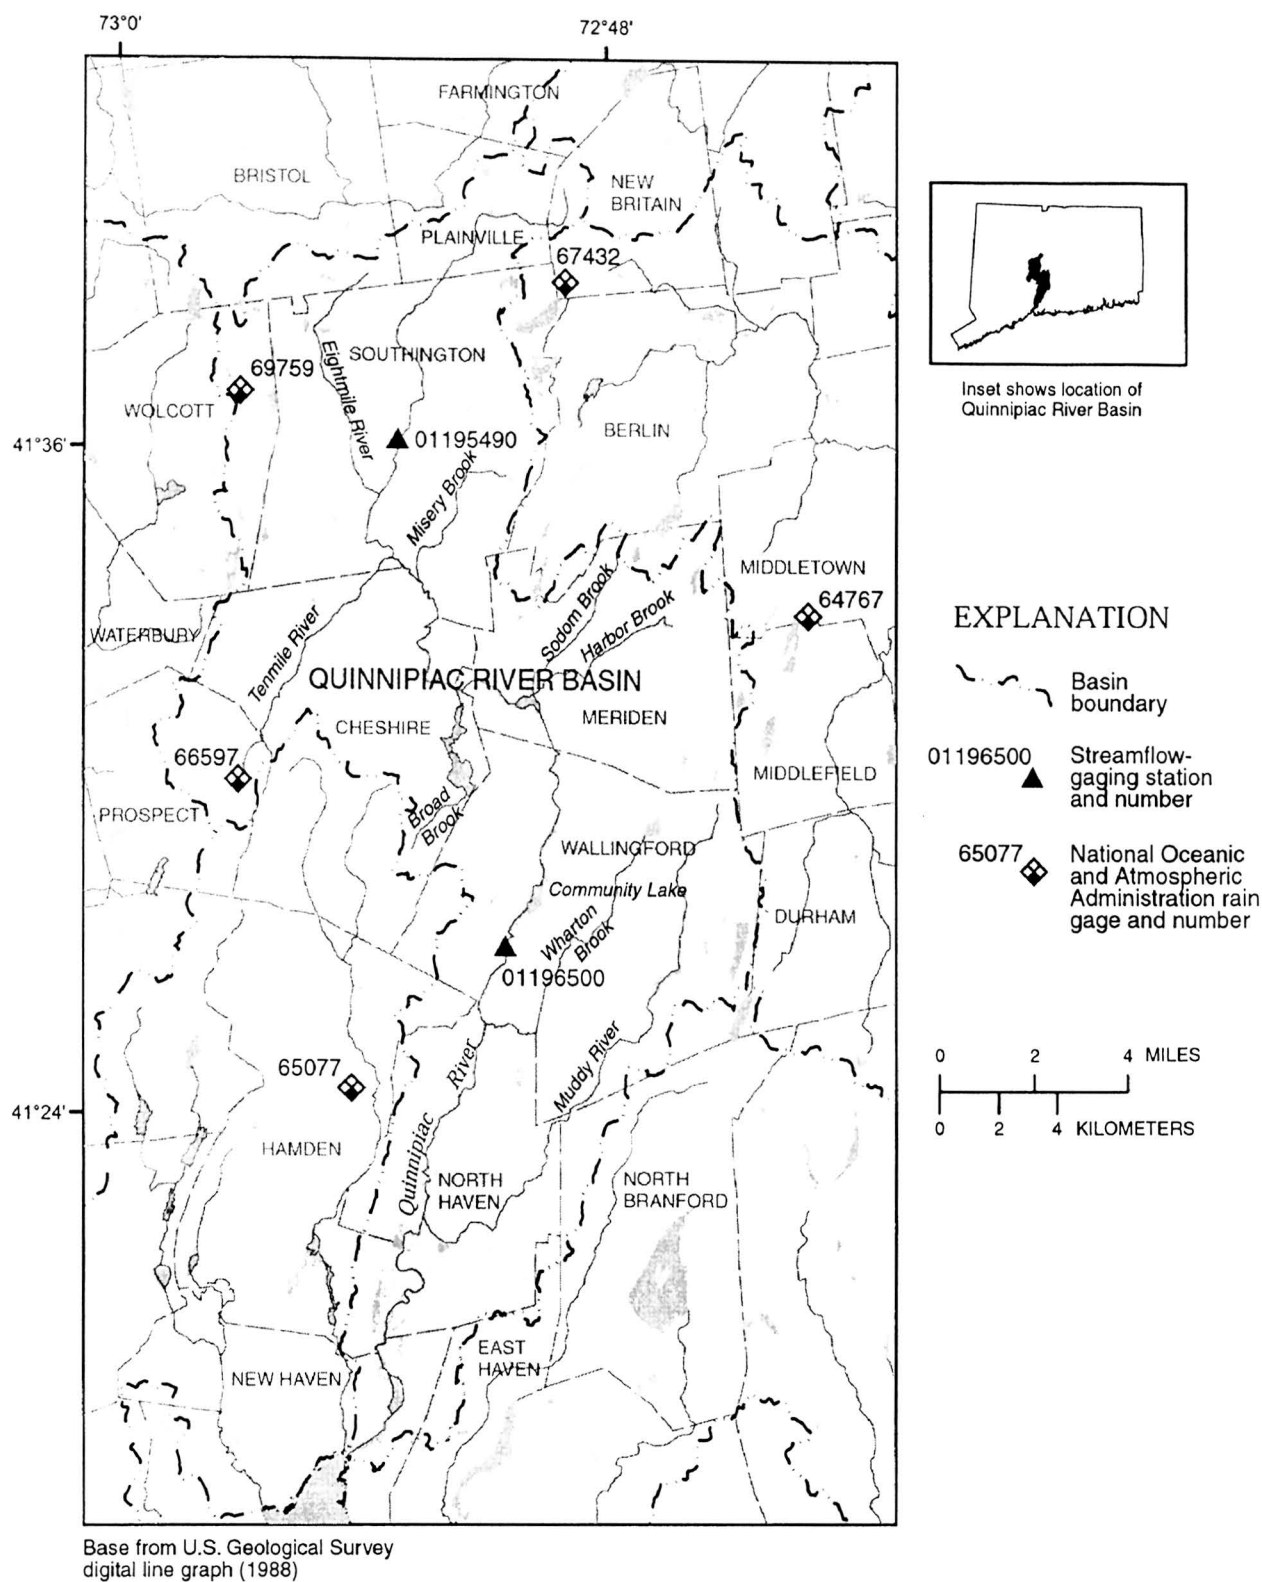 73°0'
72°48'
FARMINGTON
BRISTOL
NEW
BRITAIN
PLAINVILLE
67432
SOUTHINGTON
Eightmile River
69759
WOLCOTT
BERLIN
41°36'
01195490
Misery Brook
MIDDLETOWN
64767
Sodom Brook
Harbor Brook
WATERBURY
Tenmile River
QUINNIPIAC RIVER BASIN
MERIDEN
CHESHIRE
66597
MIDDLEFIELD
PROSPECT
Broad
Brook
WALLINGFORD
Community Lake
DURHAM
Wharton
Brook
01196500
65077
Quinnipiac River
Muddy River
41°24'
HAMDEN
NORTH
HAVEN
NORTH
BRANFORD
EAST
HAVEN
NEW HAVEN
Base from U.S. Geological Survey
digital line graph (1988)
Inset shows location of
Quinnipiac River Basin
EXPLANATION
Basin
boundary
01196500
Streamflow-
gaging station
and number
65077
National Oceanic
and Atmospheric
Administration rain
gage and number
0 2 4 MILES
0 2 4 KILOMETERS